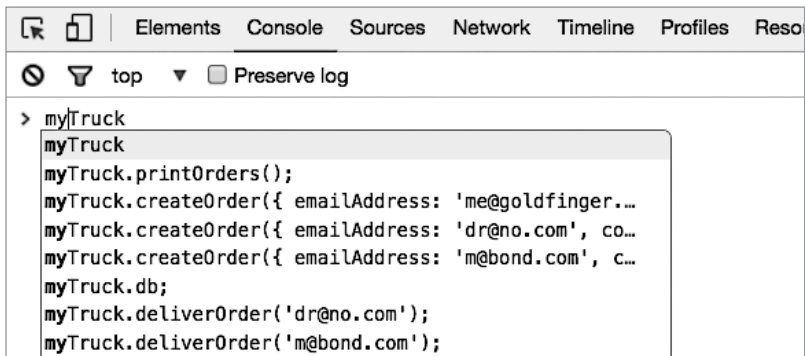 Elements Console Sources Network Timeline Profiles Reso
top ▼ Preserve log
> myTruck
myTruck
myTruck.printOrders();
myTruck.createOrder({ emailAddress: 'me@goldfinger.…
myTruck.createOrder({ emailAddress: 'dr@no.com', co…
myTruck.createOrder({ emailAddress: 'm@bond.com', c…
myTruck.db;
myTruck.deliverOrder('dr@no.com');
myTruck.deliverOrder('m@bond.com');